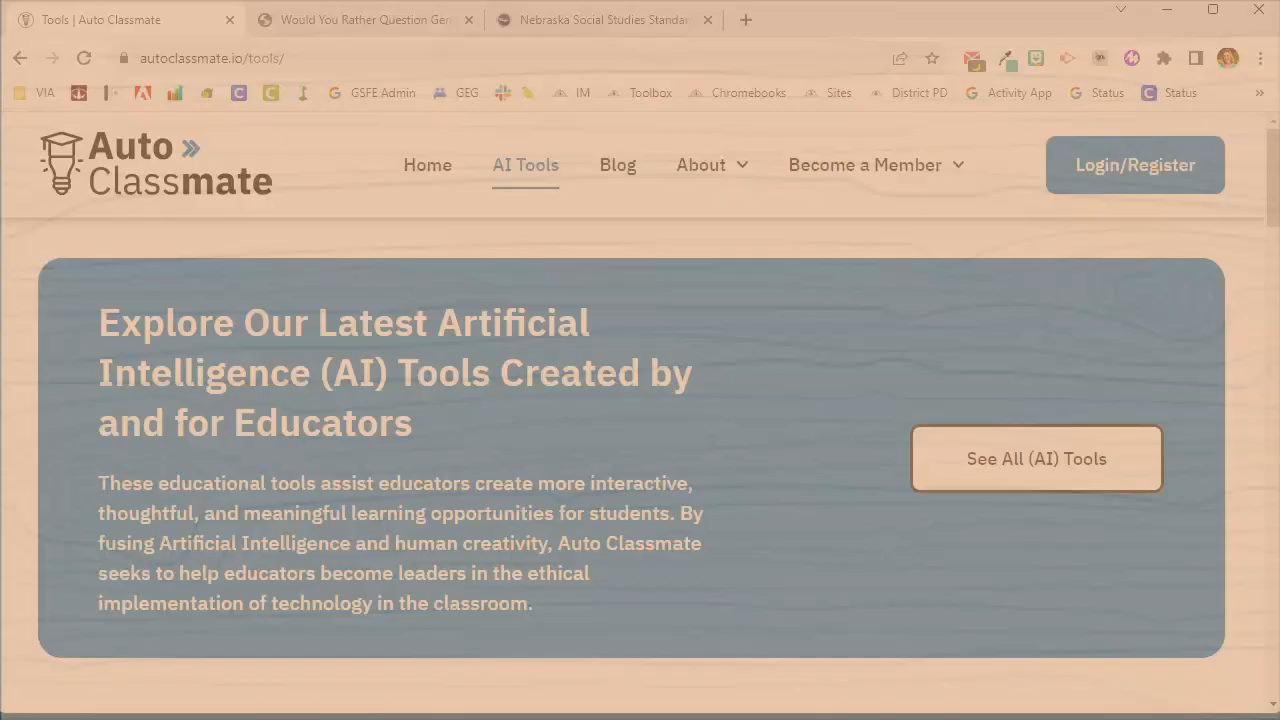 Tools | Auto Classmate
Would You Rather Question Gen
Nebraska Social Studies Standa
autoclassmate.io/tools/
VIA
GSFE Admin
GEG
IM
Toolbox
Chromebooks
Sites
District PD
Activity App
Status
Status
Auto
Classmate
Home
AI Tools
Blog
About
Become a Member
Login/Register
Explore Our Latest Artificial
Intelligence (AI) Tools Created by
and for Educators
These educational tools assist educators create more interactive,
thoughtful, and meaningful learning opportunities for students. By
fusing Artificial Intelligence and human creativity, Auto Classmate
seeks to help educators become leaders in the ethical
implementation of technology in the classroom.
See All (AI) Tools